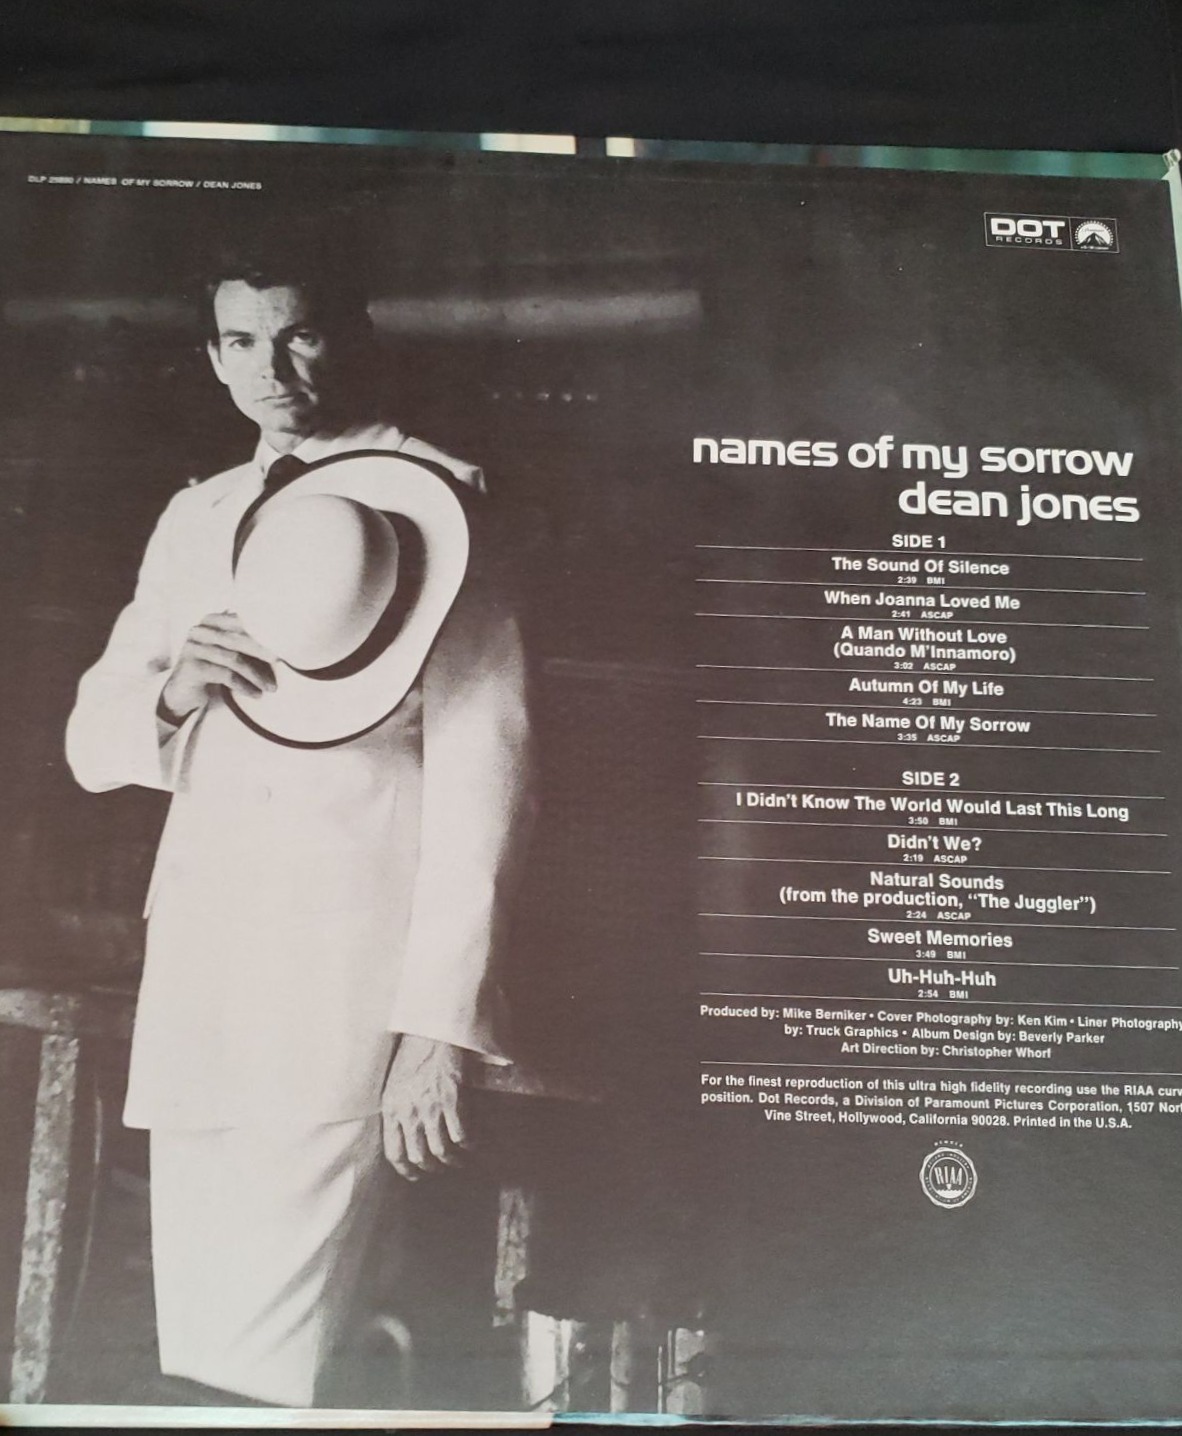 DLP 25890 / NAMES OF MY SORROW / DEAN JONES
DOT
RECORDS
names of my sorrow
dean jones
SIDE 1
The Sound Of Silence
2:39 BMI
When Joanna Loved Me
2:41 ASCAP
A Man Without Love
(Quando M'Innamoro)
3:02 ASCAP
Autumn Of My Life
4:23 BMI
The Name Of My Sorrow
3:35 ASCAP
SIDE 2
I Didn't Know The World Would Last This Long
3:50 BMI
Didn't We?
2:19 ASCAP
Natural Sounds
(from the production, “The Juggler”)
2:24 ASCAP
Sweet Memories
3:49 BMI
Uh-Huh-Huh
2:54 BMI
Produced by: Mike Berniker • Cover Photography by: Ken Kim • Liner Photography
by: Truck Graphics • Album Design by: Beverly Parker
Art Direction by: Christopher Whorf
For the finest reproduction of this ultra high fidelity recording use the RIAA curv
position. Dot Records, a Division of Paramount Pictures Corporation, 1507 Nor
Vine Street, Hollywood, California 90028. Printed in the U.S.A.
MEMBER
RIAA